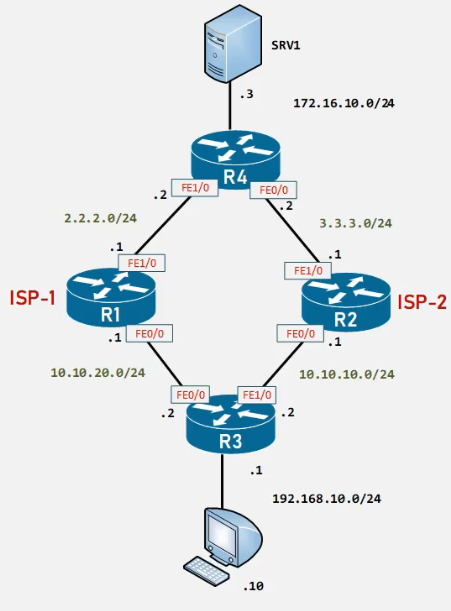 SRV1
.3
172.16.10.0/24
R4
.2
FE1/0
FE0/0
.2
2.2.2.0/24
3.3.3.0/24
.1
.1
FE1/0
FE1/0
ISP-1
R1
R2
ISP-2
.1
FE0/0
FE0/0
.1
10.10.20.0/24
10.10.10.0/24
FE0/0
FE1/0
.2
.2
R3
.1
192.168.10.0/24
.10